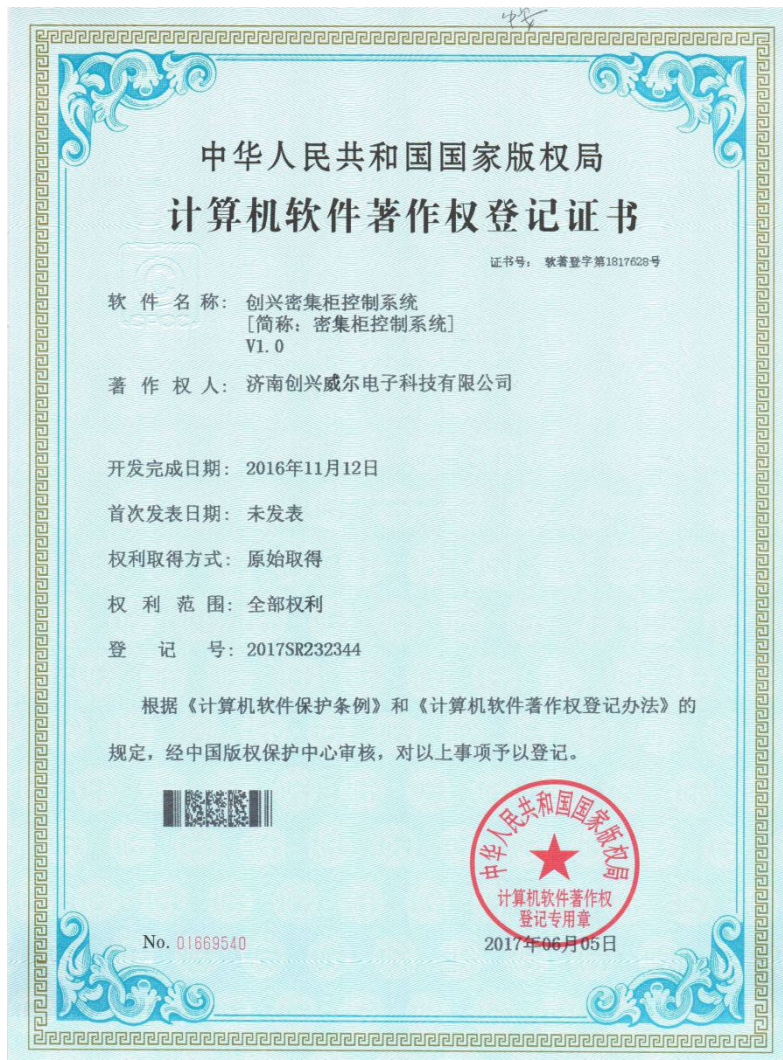 中华人民共和国国家版权局
计算机软件著作权登记证书
证书号： 软著登字第1817628号
软件名称： 创兴密集柜控制系统
[简称：密集柜控制系统]
V1.0
著作权人： 济南创兴威尔电子科技有限公司
开发完成日期： 2016年11月12日
首次发表日期： 未发表
权利取得方式： 原始取得
权利范围： 全部权利
登记号： 2017SR232344
根据《计算机软件保护条例》和《计算机软件著作权登记办法》的
规定，经中国版权保护中心审核，对以上事项予以登记。
中华人民共和国国家版权局
计算机软件著作权
登记专用章
No. 01669540
2017年06月05日